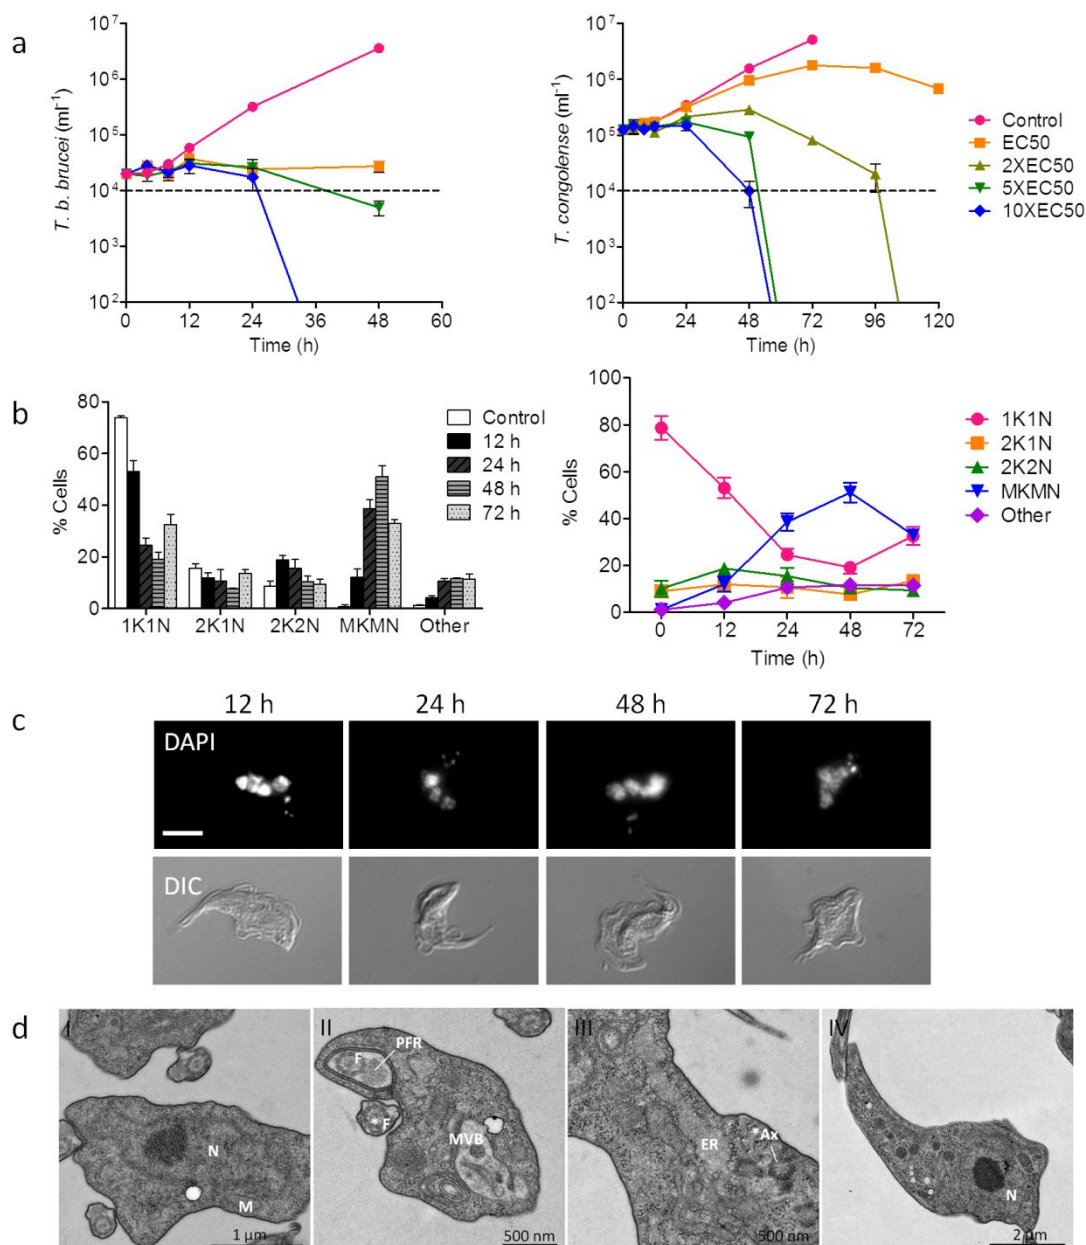 a
10⁷
10⁶
10⁵
10⁴
10³
10²
T. b. brucei (ml⁻¹)
0 12 24 36 48 60
Time (h)
10⁷
10⁶
10⁵
10⁴
10³
10²
T. congolense (ml⁻¹)
0 24 48 72 96 120
Time (h)
Control
EC50
2XEC50
5XEC50
10XEC50
b
80
60
40
20
0
% Cells
1K1N 2K1N 2K2N MKMN Other
Control
12 h
24 h
48 h
72 h
100
80
60
40
20
0
% Cells
0 12 24 48 72
Time (h)
1K1N
2K1N
2K2N
MKMN
Other
c
12 h 24 h 48 h 72 h
DAPI
DIC
d
I
N
M
1 µm
II
PFR
F
* F
MVB
500 nm
III
*Ax
ER
500 nm
IV
N
2 µm